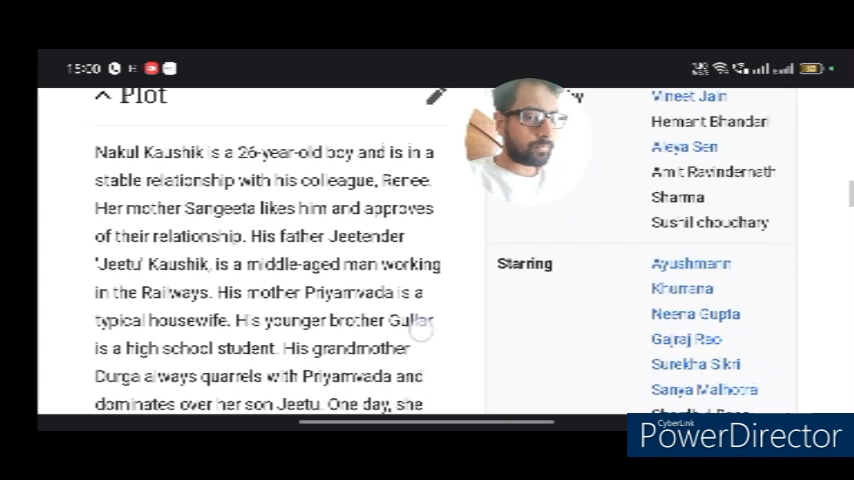 15:00
Plot
Nakul Kaushik is a 26-year-old boy and is in a
stable relationship with his colleague, Renee.
Her mother Sangeeta likes him and approves
of their relationship. His father Jeetender
'Jeetu' Kaushik, is a middle-aged man working
in the Railways. His mother Priyamvada is a
typical housewife. His younger brother Gullar
is a high school student. His grandmother
Durga always quarrels with Priyamvada and
dominates over her son Jeetu. One day, she
Vineet Jain
Hemant Bhandari
Aleya Sen
Amit Ravindernath
Sharma
Sushil choudhary
Starring
Ayushmann
Khurrana
Neena Gupta
Gajraj Rao
Surekha Sikri
Sanya Malhotra
CyberLink
PowerDirector